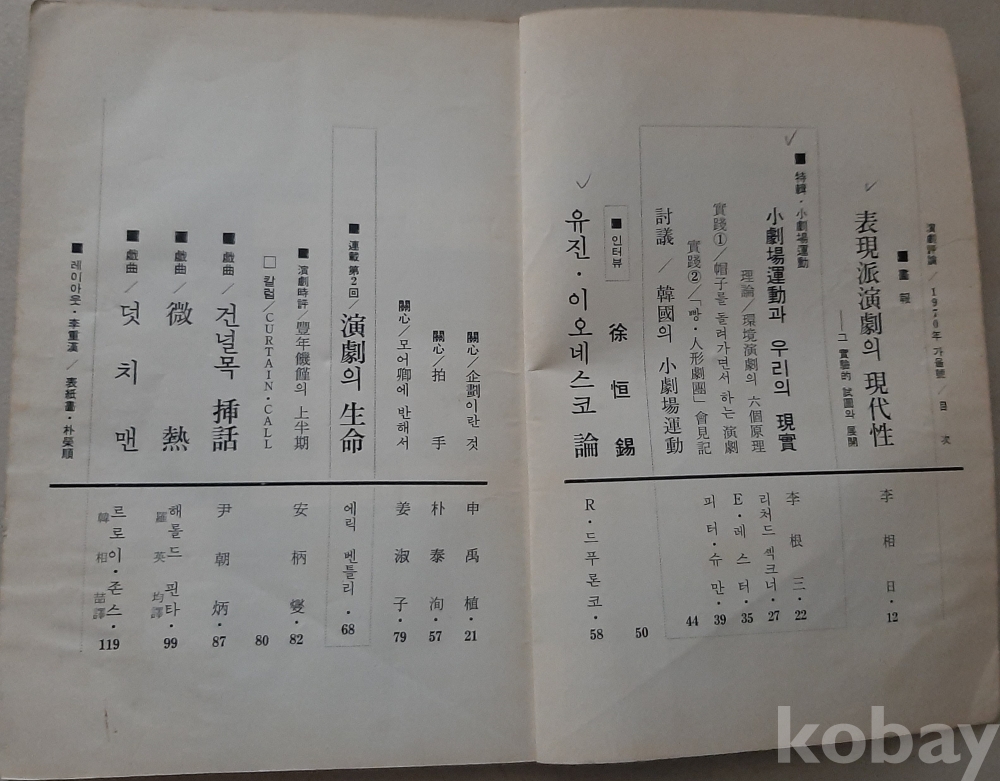 演劇評論／1970年 가을號／目次
■ 畫報
表現派演劇의 現代性
——그 實驗的 試圖와 展開
李相日・12
■ 特輯・小劇場運動
小劇場運動과 우리의 現實
李根三・22
理論／環境演劇의 六個原理
리처드 섹크너・27
實踐①／帽子를 돌려가면서 하는 演劇
E・레스터・35
實踐②／「빵・人形劇團」會見記
피터・슈만・39
討議／韓國의 小劇場運動
44
■ 인터뷰
徐恒錫
50
유진・이오네스코 論
R・드푸론코・58
關心／企劃이란 것
申禹植・21
關心／拍手
朴泰洵・57
關心／모어卿에 반해서
姜淑子・79
■ 連載 第2回／演劇의 生命
에릭 벤틀리・68
■ 演劇時評／豐年饑饉의 上半期
安柄燮・82
□ 칼럼／CURTAIN・CALL
80
■ 戲曲／건널목 揷話
尹朝炳・87
■ 戲曲／微熱
해롤드 핀타・99
羅英均譯
■ 戲曲／덧치맨
르로이・존스・119
韓相喆譯
■ 레이아웃・李重漢／表紙畫・朴榮順
kobay